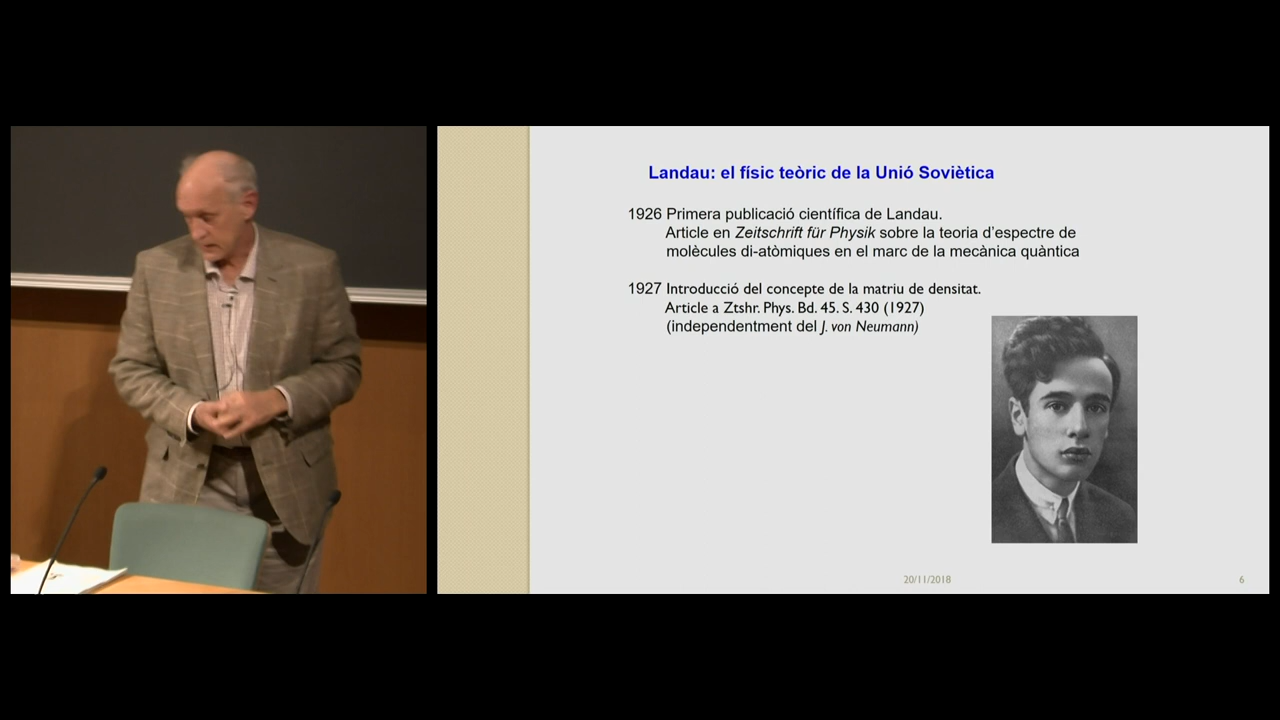 Landau: el físic teòric de la Unió Soviètica
1926 Primera publicació científica de Landau.
Article en Zeitschrift für Physik sobre la teoria d’espectre de
molècules di-atòmiques en el marc de la mecànica quàntica
1927 Introducció del concepte de la matriu de densitat.
Article a Ztshr. Phys. Bd. 45. S. 430 (1927)
(independentment del J. von Neumann)
20/11/2018
6